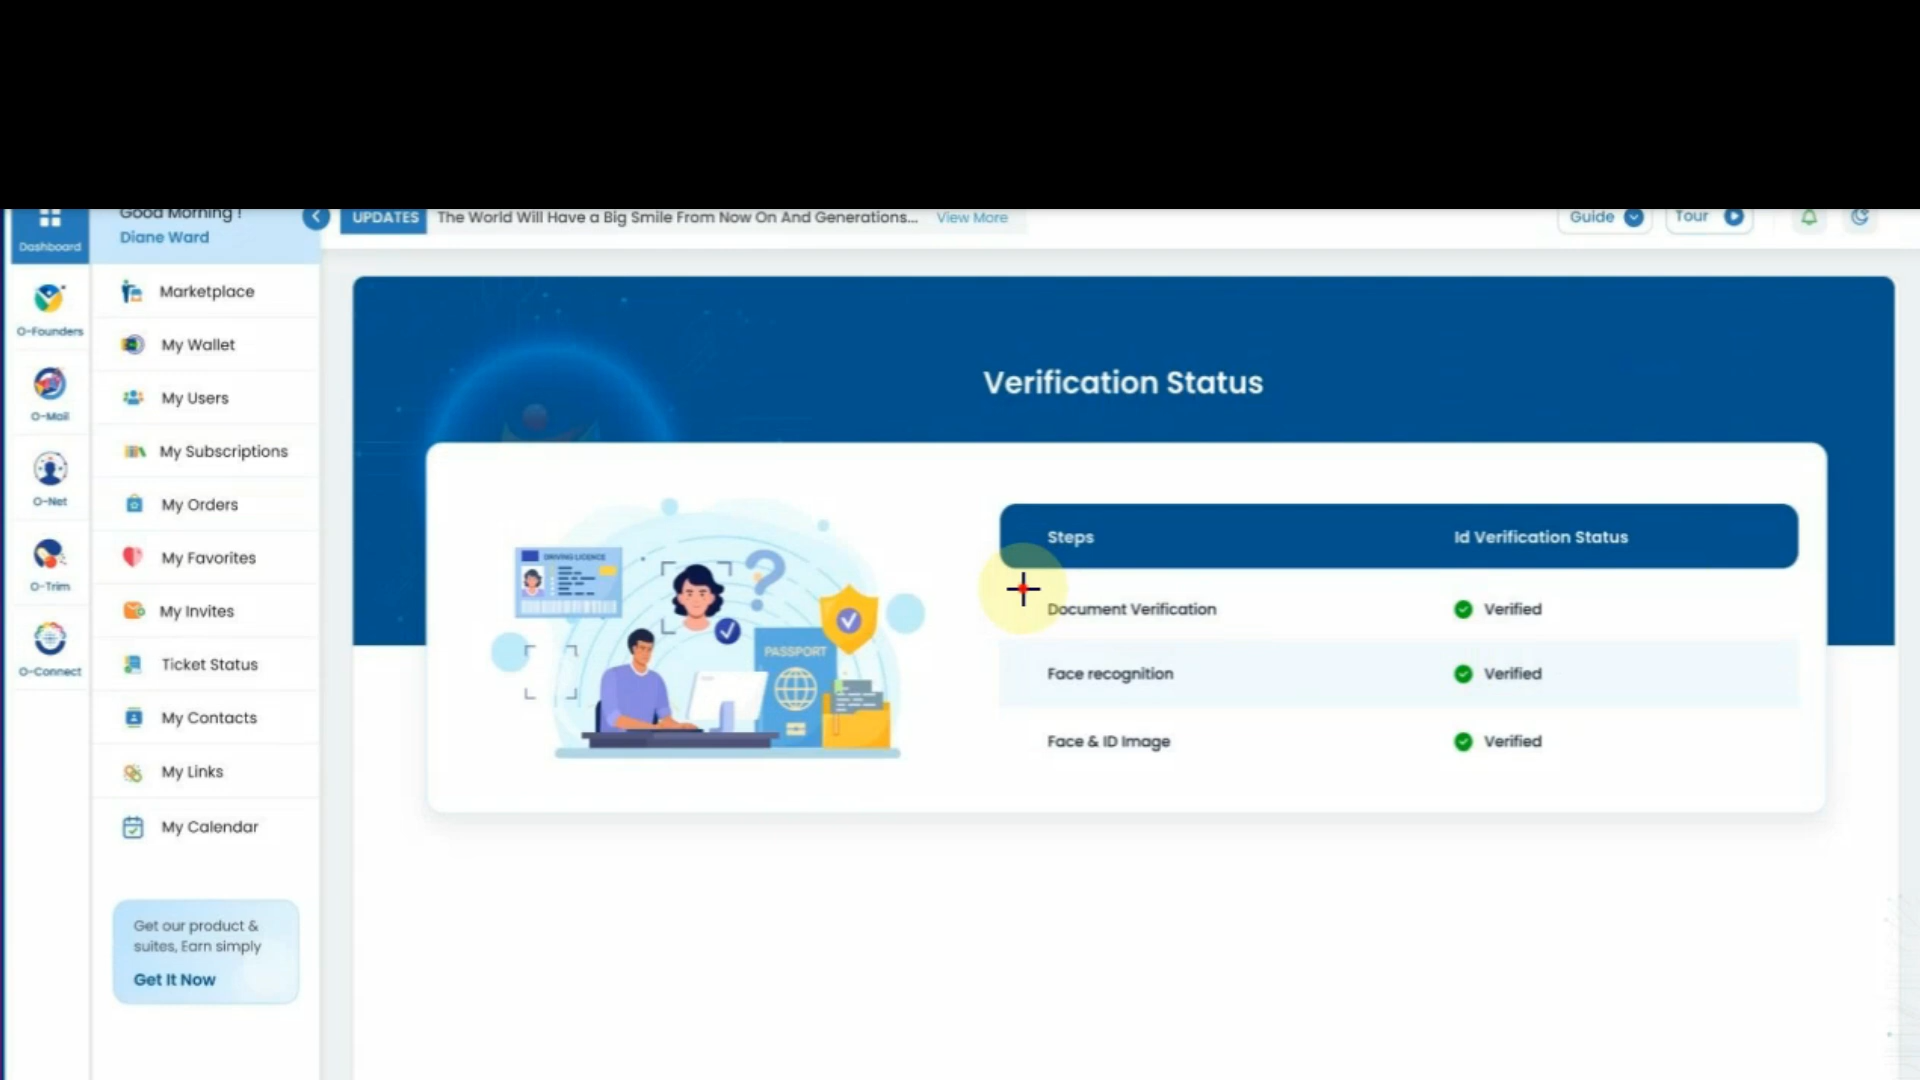 Good Morning !
Diane Ward
UPDATES The World Will Have a Big Smile From Now On And Generations... View More
Guide
Tour
Dashboard
O-Founders
O-Mail
O-Net
O-Trim
O-Connect
Marketplace
My Wallet
My Users
My Subscriptions
My Orders
My Favorites
My Invites
Ticket Status
My Contacts
My Links
My Calendar
Get our product &
suites, Earn simply
Get It Now
Verification Status
DRIVING LICENCE
PASSPORT
Steps Id Verification Status
Document Verification Verified
Face recognition Verified
Face & ID Image Verified